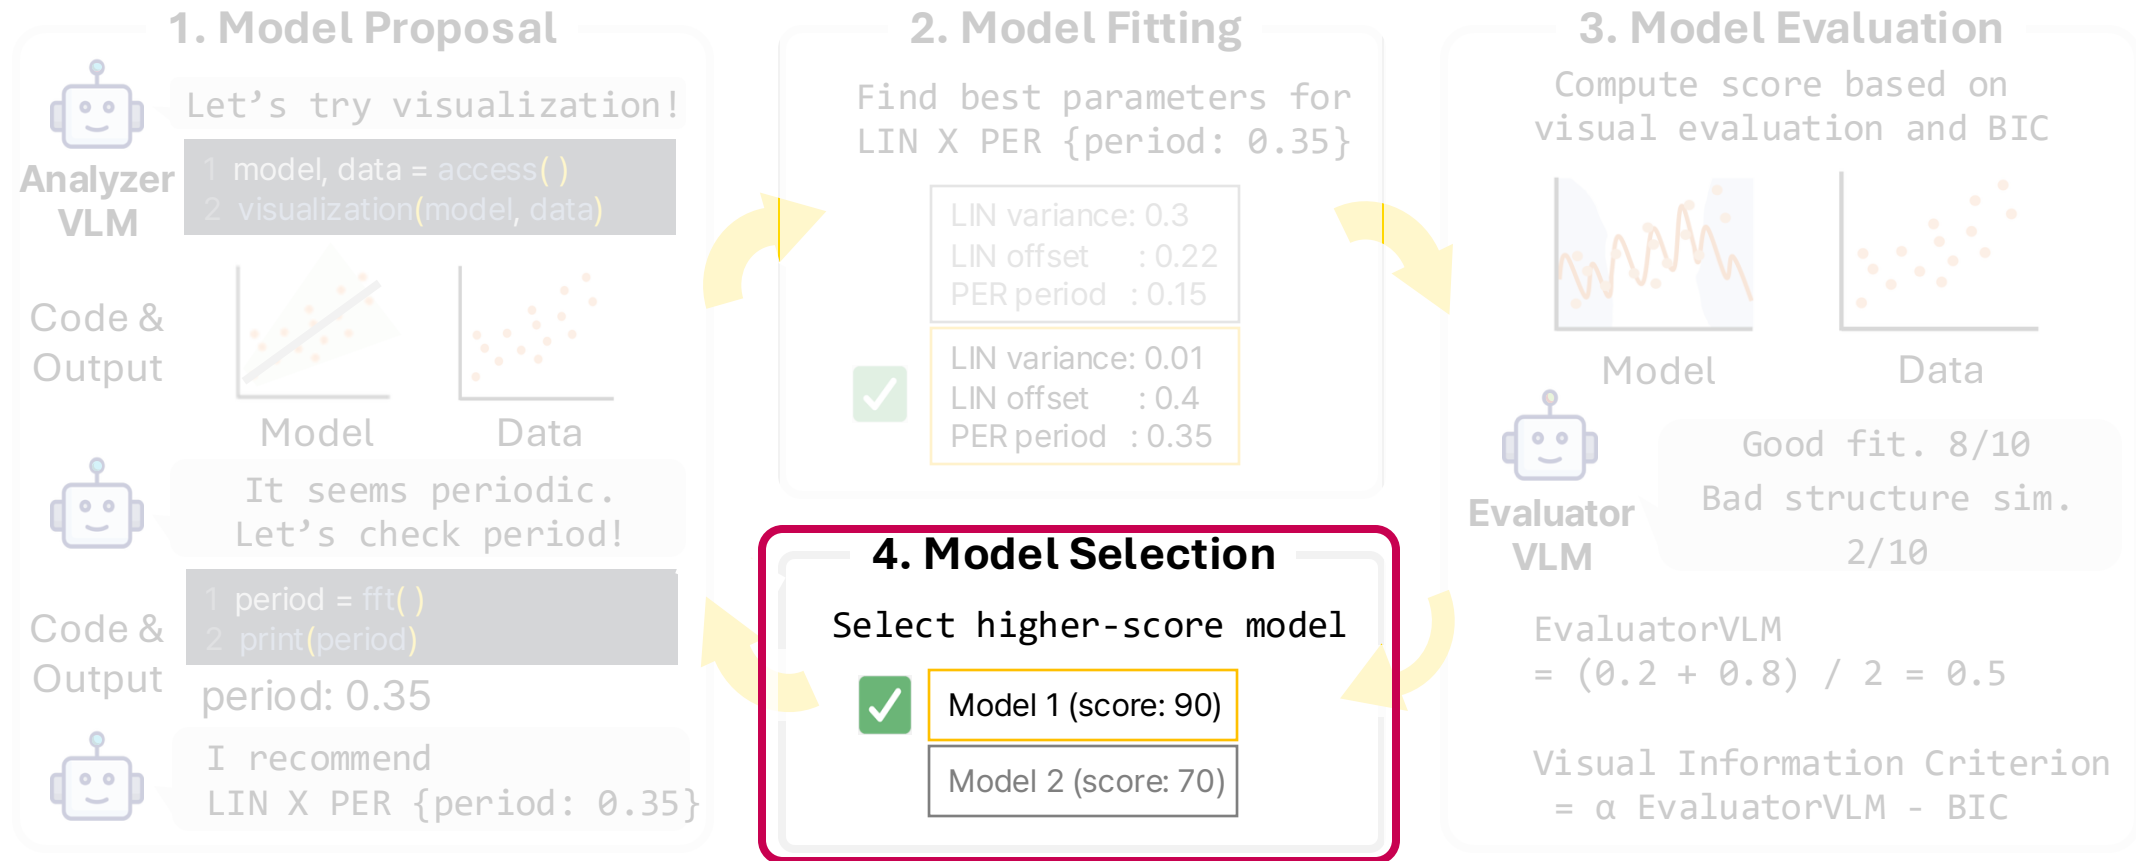 1. Model Proposal
Let's try visualization!
Analyzer
VLM
1 model, data = access()
2 visualization(model, data)
Code &
Output
Model
Data
It seems periodic.
Let's check period!
Code &
Output
1 period = fft()
2 print(period)
period: 0.35
I recommend
LIN X PER {period: 0.35}
2. Model Fitting
Find best parameters for
LIN X PER {period: 0.35}
LIN variance: 0.3
LIN offset : 0.22
PER period : 0.15
LIN variance: 0.01
LIN offset : 0.4
PER period : 0.35
3. Model Evaluation
Compute score based on
visual evaluation and BIC
Model
Data
Evaluator
VLM
Good fit. 8/10
Bad structure sim.
2/10
EvaluatorVLM
= (0.2 + 0.8) / 2 = 0.5
Visual Information Criterion
= α EvaluatorVLM - BIC
4. Model Selection
Select higher-score model
Model 1 (score: 90)
Model 2 (score: 70)